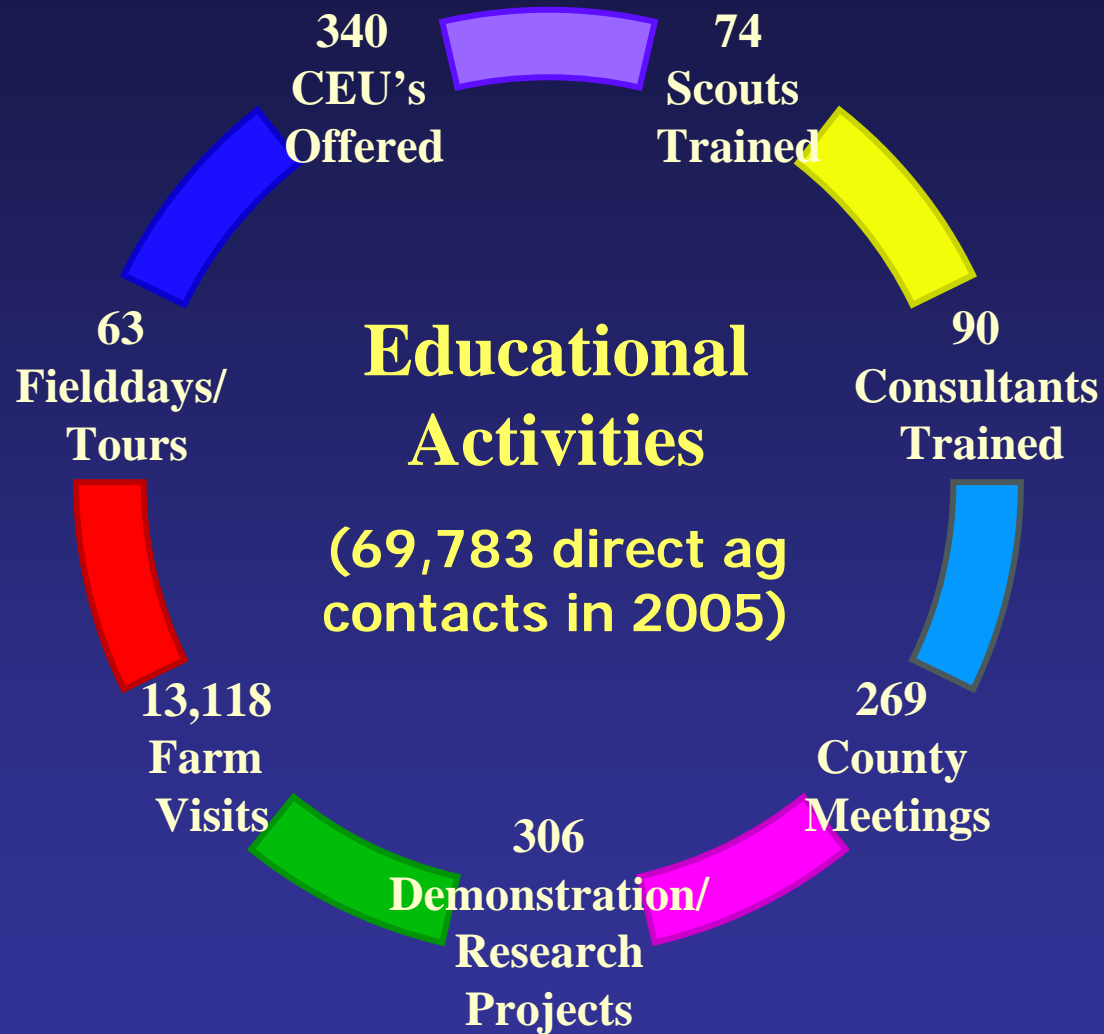 340
CEU's
Offered
74
Scouts
Trained
63
Fielddays/
Tours
Educational
Activities
(69,783 direct ag
contacts in 2005)
90
Consultants
Trained
13,118
Farm
Visits
306
Demonstration/
Research
Projects
269
County
Meetings